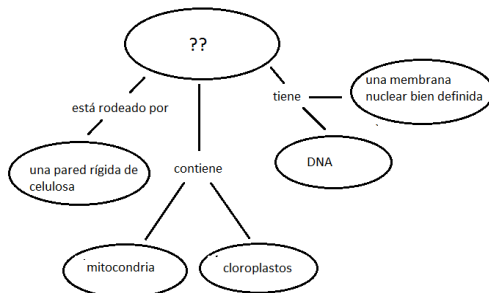 ??
está rodeado por
tiene
una membrana
nuclear bien definida
una pared rígida de
celulosa
contiene
DNA
mitocondria
cloroplastos